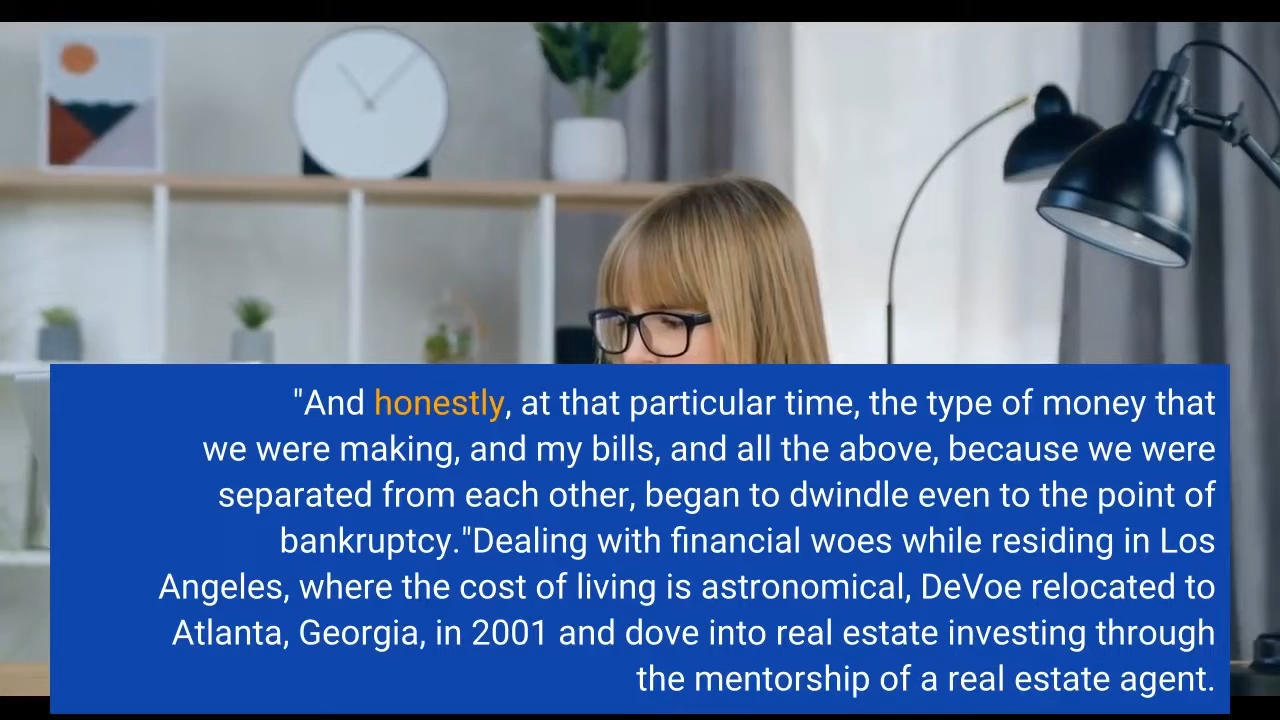 "And honestly, at that particular time, the type of money that
we were making, and my bills, and all the above, because we were
separated from each other, began to dwindle even to the point of
bankruptcy."Dealing with financial woes while residing in Los
Angeles, where the cost of living is astronomical, DeVoe relocated to
Atlanta, Georgia, in 2001 and dove into real estate investing through
the mentorship of a real estate agent.